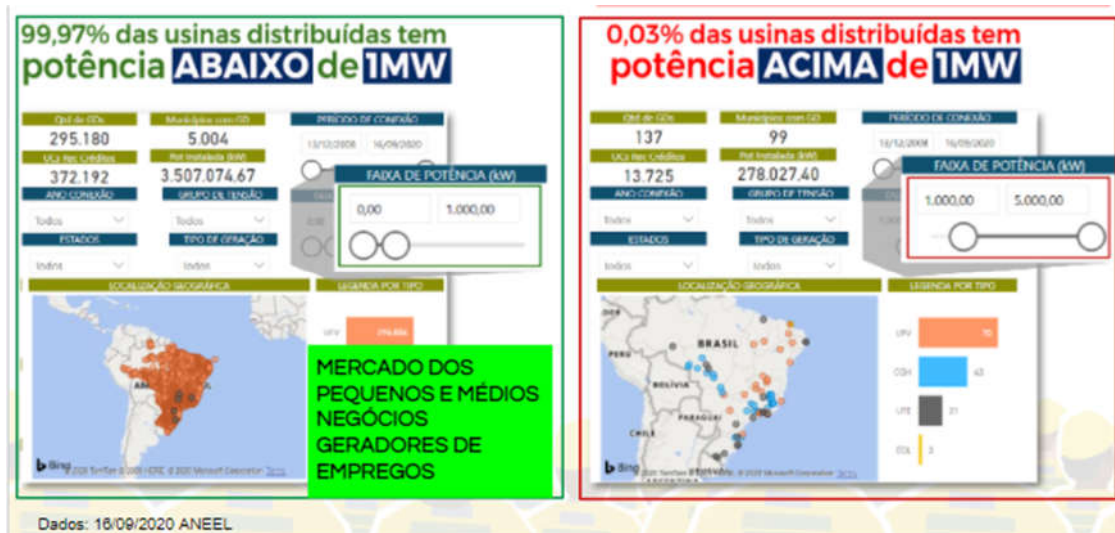 99,97% das usinas distribuídas tem
potência ABAIXO de 1MW
Qtd de GDs
Municípios com GD
PERÍODO DE CONEXÃO
295.180
5.004
13/12/2008
16/09/2020
UCs Rec Créditos
Pot Instalada (kW)
372.192
3.507.074,67
FAIXA DE POTÊNCIA (kW)
ANO CONEXÃO
GRUPO DE TENSÃO
0,00
1.000,00
Todos
Todos
ESTADOS
TIPO DE GERAÇÃO
Todos
Todos
LOCALIZAÇÃO GEOGRÁFICA
LEGENDA POR TIPO
UFV
MERCADO DOS
PEQUENOS E MÉDIOS
NEGÓCIOS
GERADORES DE
EMPREGOS
Bing
0,03% das usinas distribuídas tem
potência ACIMA de 1MW
Qtd de GDs
Municípios com GD
PERÍODO DE CONEXÃO
137
99
13/12/2008
16/09/2020
UCs Rec Créditos
Pot Instalada (kW)
13.725
278.027,40
FAIXA DE POTÊNCIA (kW)
ANO CONEXÃO
GRUPO DE TENSÃO
1.000,00
5.000,00
Todos
Todos
ESTADOS
TIPO DE GERAÇÃO
Todos
Todos
LOCALIZAÇÃO GEOGRÁFICA
LEGENDA POR TIPO
BRASIL
PERU
BOLÍVIA
PARAGUAI
CHILE
UFV 70
CGH 43
UTE 21
EOL 3
Bing
Dados: 16/09/2020 ANEEL